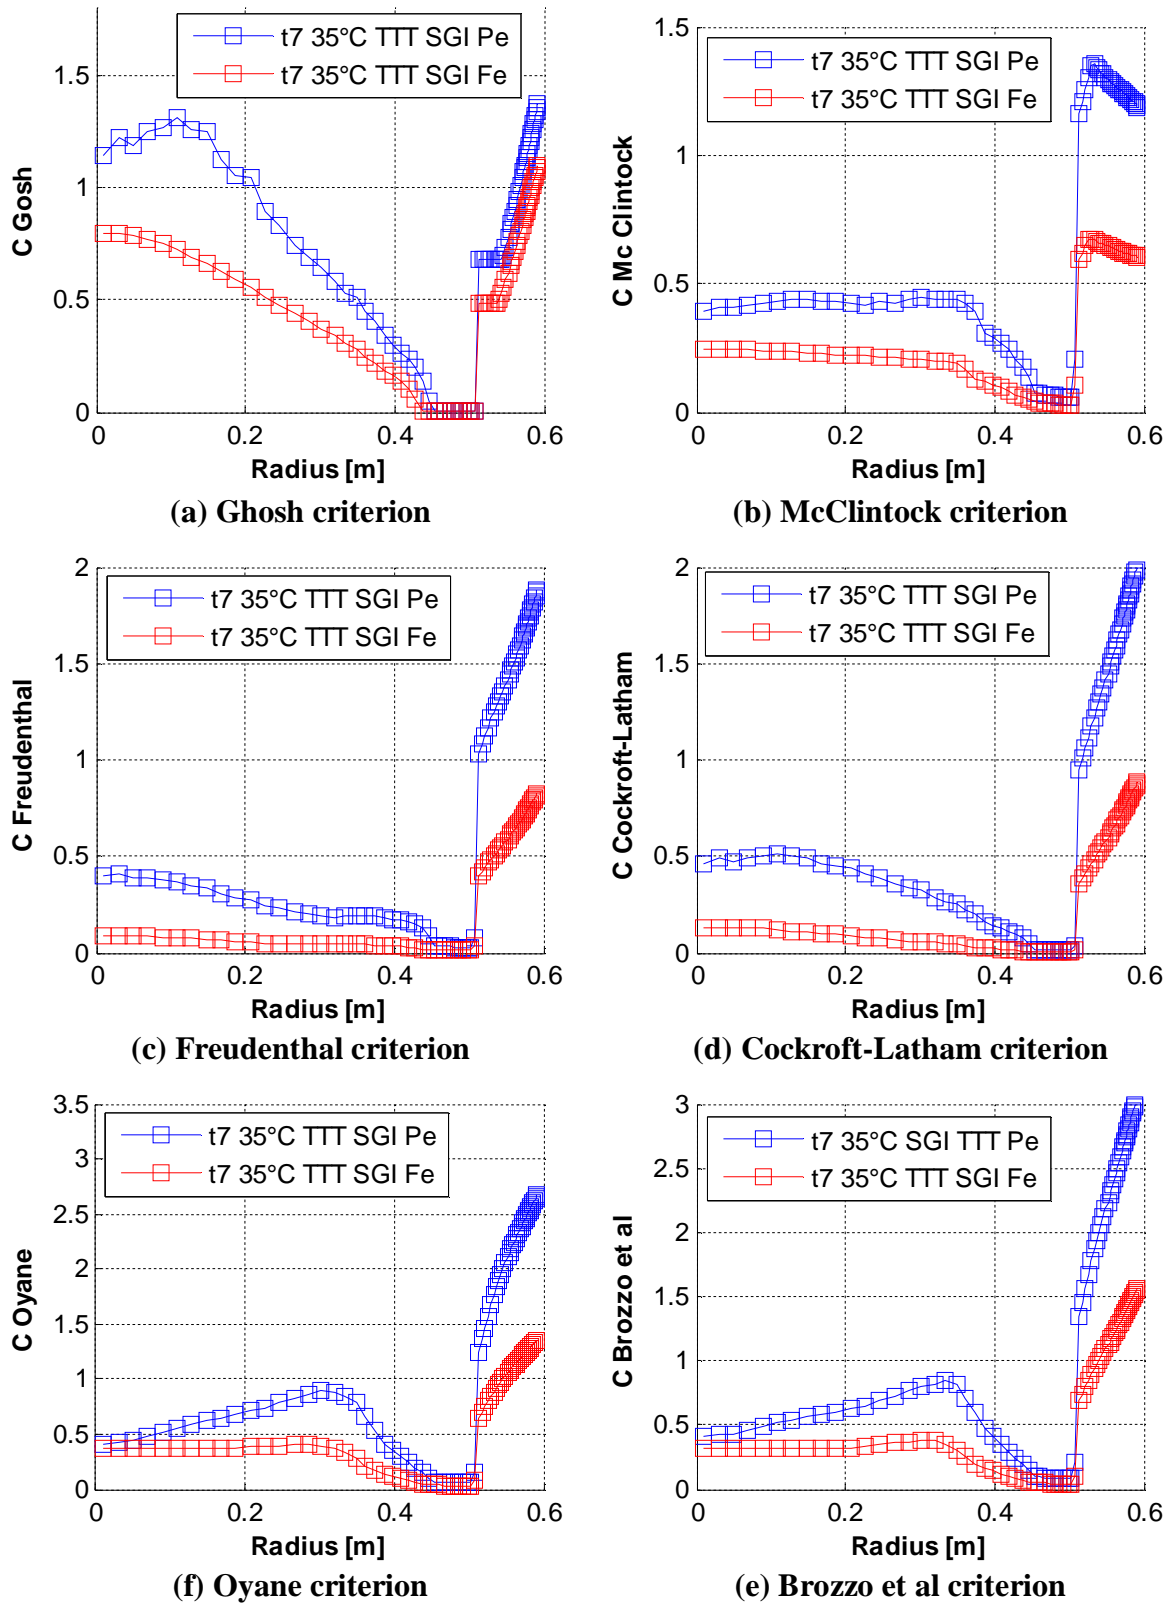 t7 35°C TTT SGI Pe
t7 35°C TTT SGI Fe
C Gosh
1.5
1
0.5
0
0
0.2
0.4
0.6
Radius [m]
(a) Ghosh criterion
t7 35°C TTT SGI Pe
t7 35°C TTT SGI Fe
C Mc Clintock
1.5
1
0.5
0
0
0.2
0.4
0.6
Radius [m]
(b) McClintock criterion
t7 35°C TTT SGI Pe
t7 35°C TTT SGI Fe
C Freudenthal
2
1.5
1
0.5
0
0
0.2
0.4
0.6
Radius [m]
(c) Freudenthal criterion
t7 35°C TTT SGI Pe
t7 35°C TTT SGI Fe
C Cockroft-Latham
2
1.5
1
0.5
0
0
0.2
0.4
0.6
Radius [m]
(d) Cockroft-Latham criterion
t7 35°C TTT SGI Pe
t7 35°C TTT SGI Fe
C Oyane
3.5
3
2.5
2
1.5
1
0.5
0
0
0.2
0.4
0.6
Radius [m]
(f) Oyane criterion
t7 35°C SGI TTT Pe
t7 35°C TTT SGI Fe
C Brozzo et al
3
2
1
0
0
0.2
0.4
0.6
Radius [m]
(e) Brozzo et al criterion